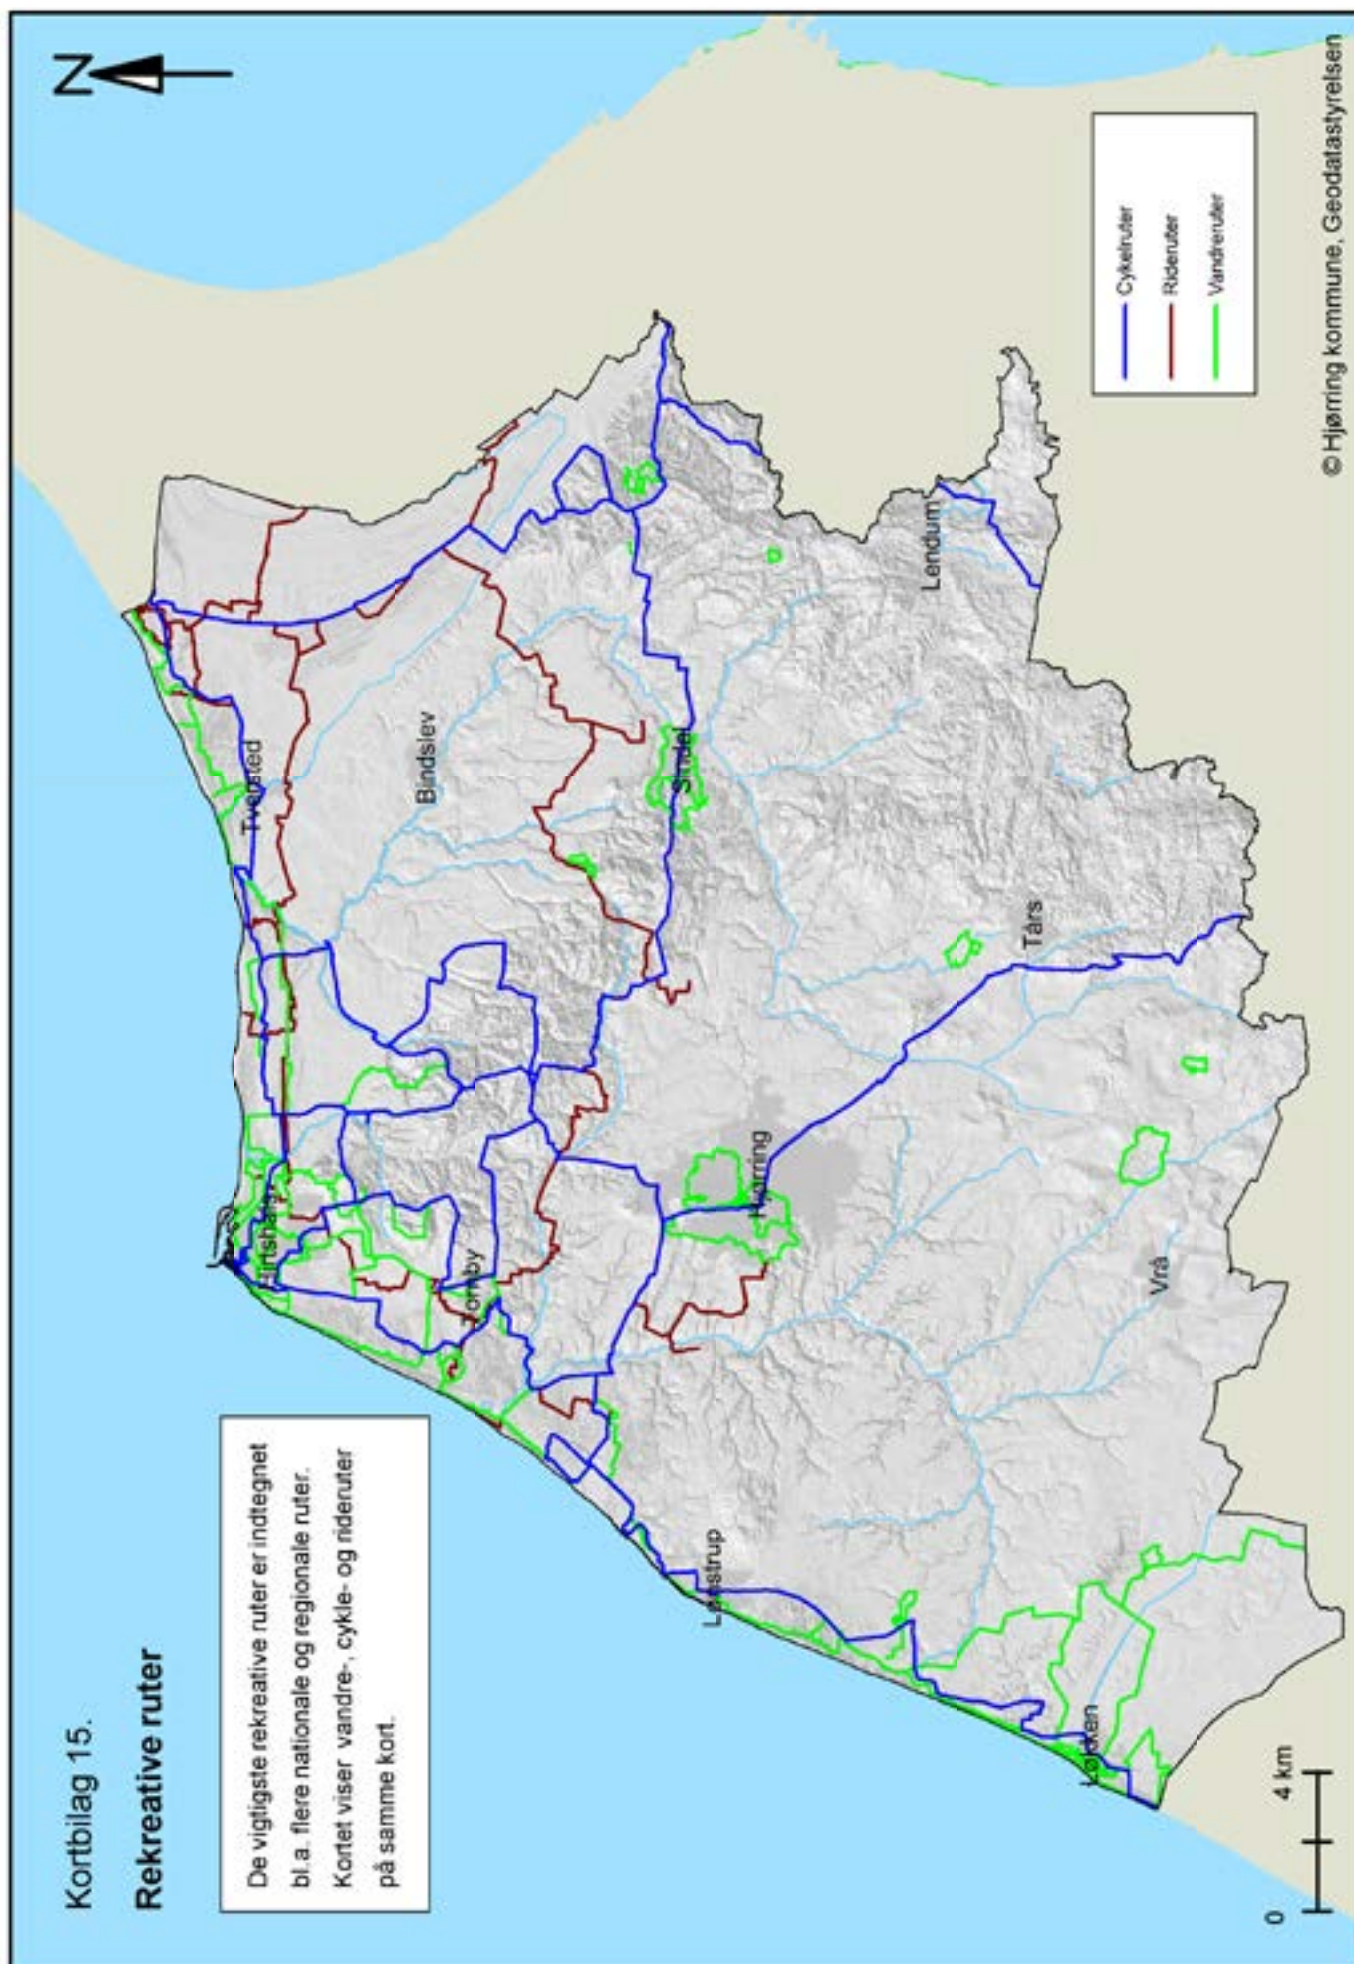 Kortbilag 15.
Rekreative ruter
De vigtigste rekreative ruter er indtegnet
bl.a. flere nationale og regionale ruter.
Kortet viser vandre-, cykle- og rideruter
på samme kort.
N
Hirtshals
Tversted
Bindslev
Tornby
Sindal
Lønstrup
Hjørring
Lendum
Tårs
Løkken
Vrå
Cykelruter
Rideruter
Vandreruter
0
4 km
© Hjørring kommune, Geodatastyrelsen